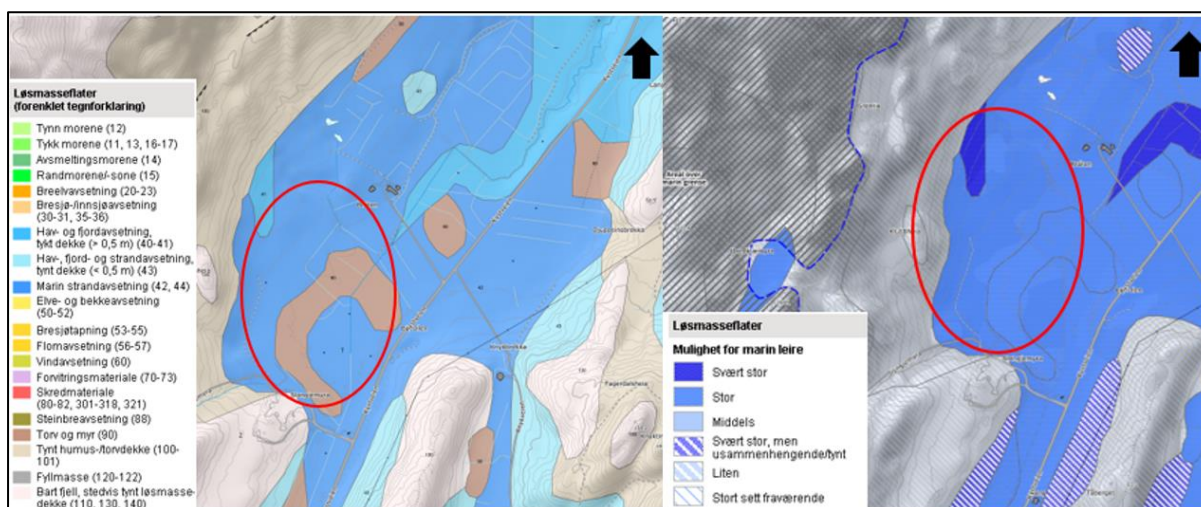 Løsmasseflater
(forenklet tegnforklaring)
Tynn morene (12)
Tykk morene (11, 13, 16-17)
Avsmeltingsmorene (14)
Randmorene/-sone (15)
Breelvavsetning (20-23)
Bresjø-/innsjøavsetning
(30-31, 35-36)
Hav- og fjordavsetning,
tykt dekke (> 0,5 m) (40-41)
Hav-, fjord- og strandavsetning,
tynt dekke (< 0,5 m) (43)
Marin strandavsetning (42, 44)
Elve- og bekkeavsetning
(50-52)
Bresjøtapning (53-55)
Flomavsetning (56-57)
Vindavsetning (60)
Forvitringsmateriale (70-73)
Skredmateriale
(80-82, 301-318, 321)
Steinbreavsetning (88)
Torv og myr (90)
Tynt humus-/torvdekke (100-
101)
Fyllmasse (120-122)
Bart fjell, stedvis tynt løsmasse-
dekke (110, 130, 140)
Areal over
marin grense
Løsmasseflater
Mulighet for marin leire
Svært stor
Stor
Middels
Svært stor, men
usammenhengende/tynt
Liten
Stort sett fraværende